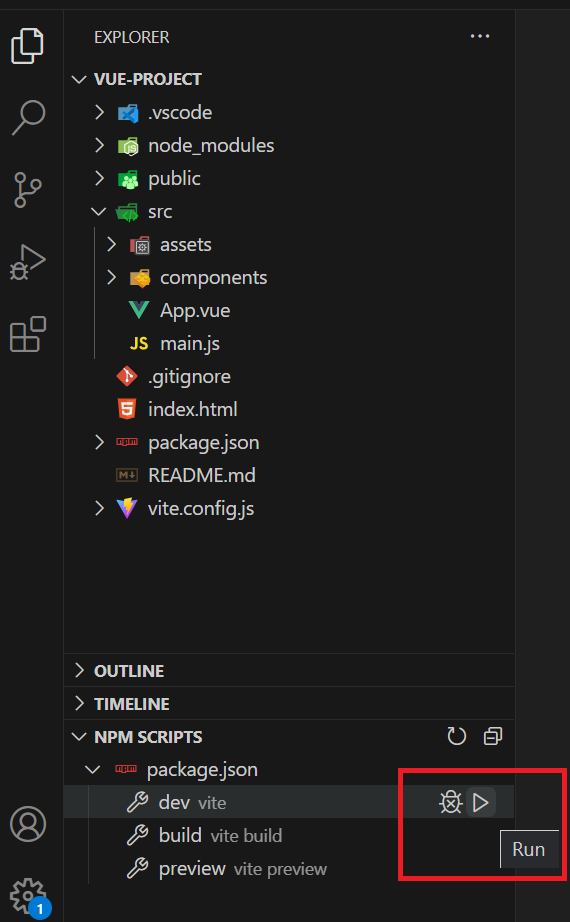 EXPLORER
VUE-PROJECT
.vscode
node_modules
public
src
assets
components
App.vue
JS main.js
.gitignore
index.html
package.json
README.md
vite.config.js
OUTLINE
TIMELINE
NPM SCRIPTS
package.json
dev vite
build vite build
Run
preview vite preview
1